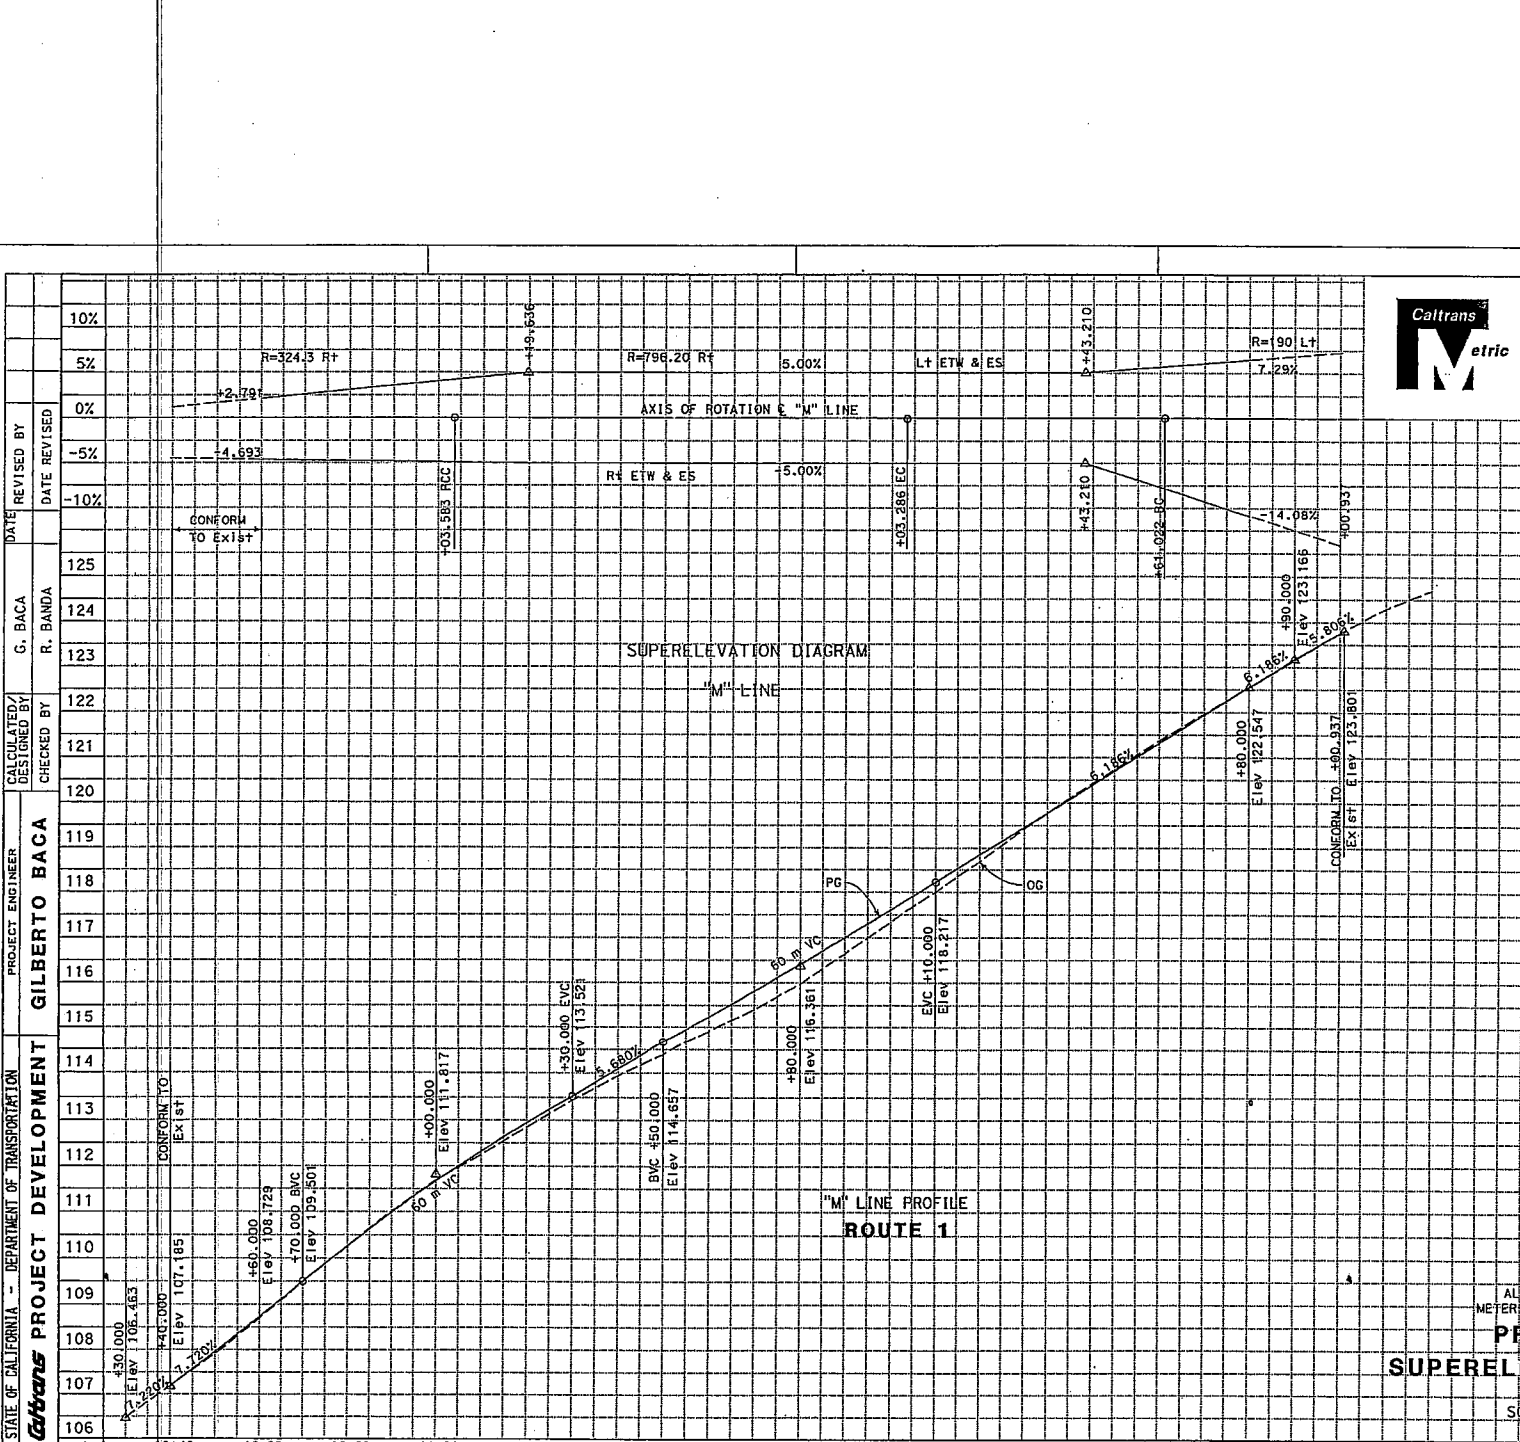 Caltrans
Metric
10%
5%
0%
-5%
-10%
+19.636
R=324.3 Rt
R=796.20 Rt
5.00%
Lt ETW & ES
+43.210
R=190 Lt
7.29%
+2.791
AXIS OF ROTATION ℄ "M" LINE
-4.693
Rt ETW & ES
-5.00%
CONFORM
TO Exist
+03.286 EC
+43.210
+61.022 BC
-14.08%
+00.937
SUPERELEVATION DIAGRAM
"M" LINE
125
124
123
122
121
120
119
118
117
116
115
114
113
112
111
110
109
108
107
106
+90.000
Elev 123.166
5.806%
6.186%
+80.000
Elev 122.547
CONFORM TO
Exist
+00.937
Elev 123.801
6.186%
PG
OG
EVC +10.000
Elev 118.217
60 m VC
+80.000
Elev 116.361
+30.000 EVC
Elev 113.521
5.680%
BVC +50.000
Elev 114.657
+00.000
Elev 111.817
60 m VC
"M" LINE PROFILE
ROUTE 1
CONFORM TO
Exist
+40.000
Elev 107.185
+60.000
Elev 108.729
+70.000 BVC
Elev 109.501
+30.000
Elev 106.463
7.220%
7.720%
DATE
REVISED BY
DATE REVISED
G. BACA
R. BANDA
CALCULATED/
DESIGNED BY
CHECKED BY
PROJECT ENGINEER
GILBERTO BACA
STATE OF CALIFORNIA - DEPARTMENT OF TRANSPORTATION
Caltrans PROJECT DEVELOPMENT
AL
METER
SUPEREL